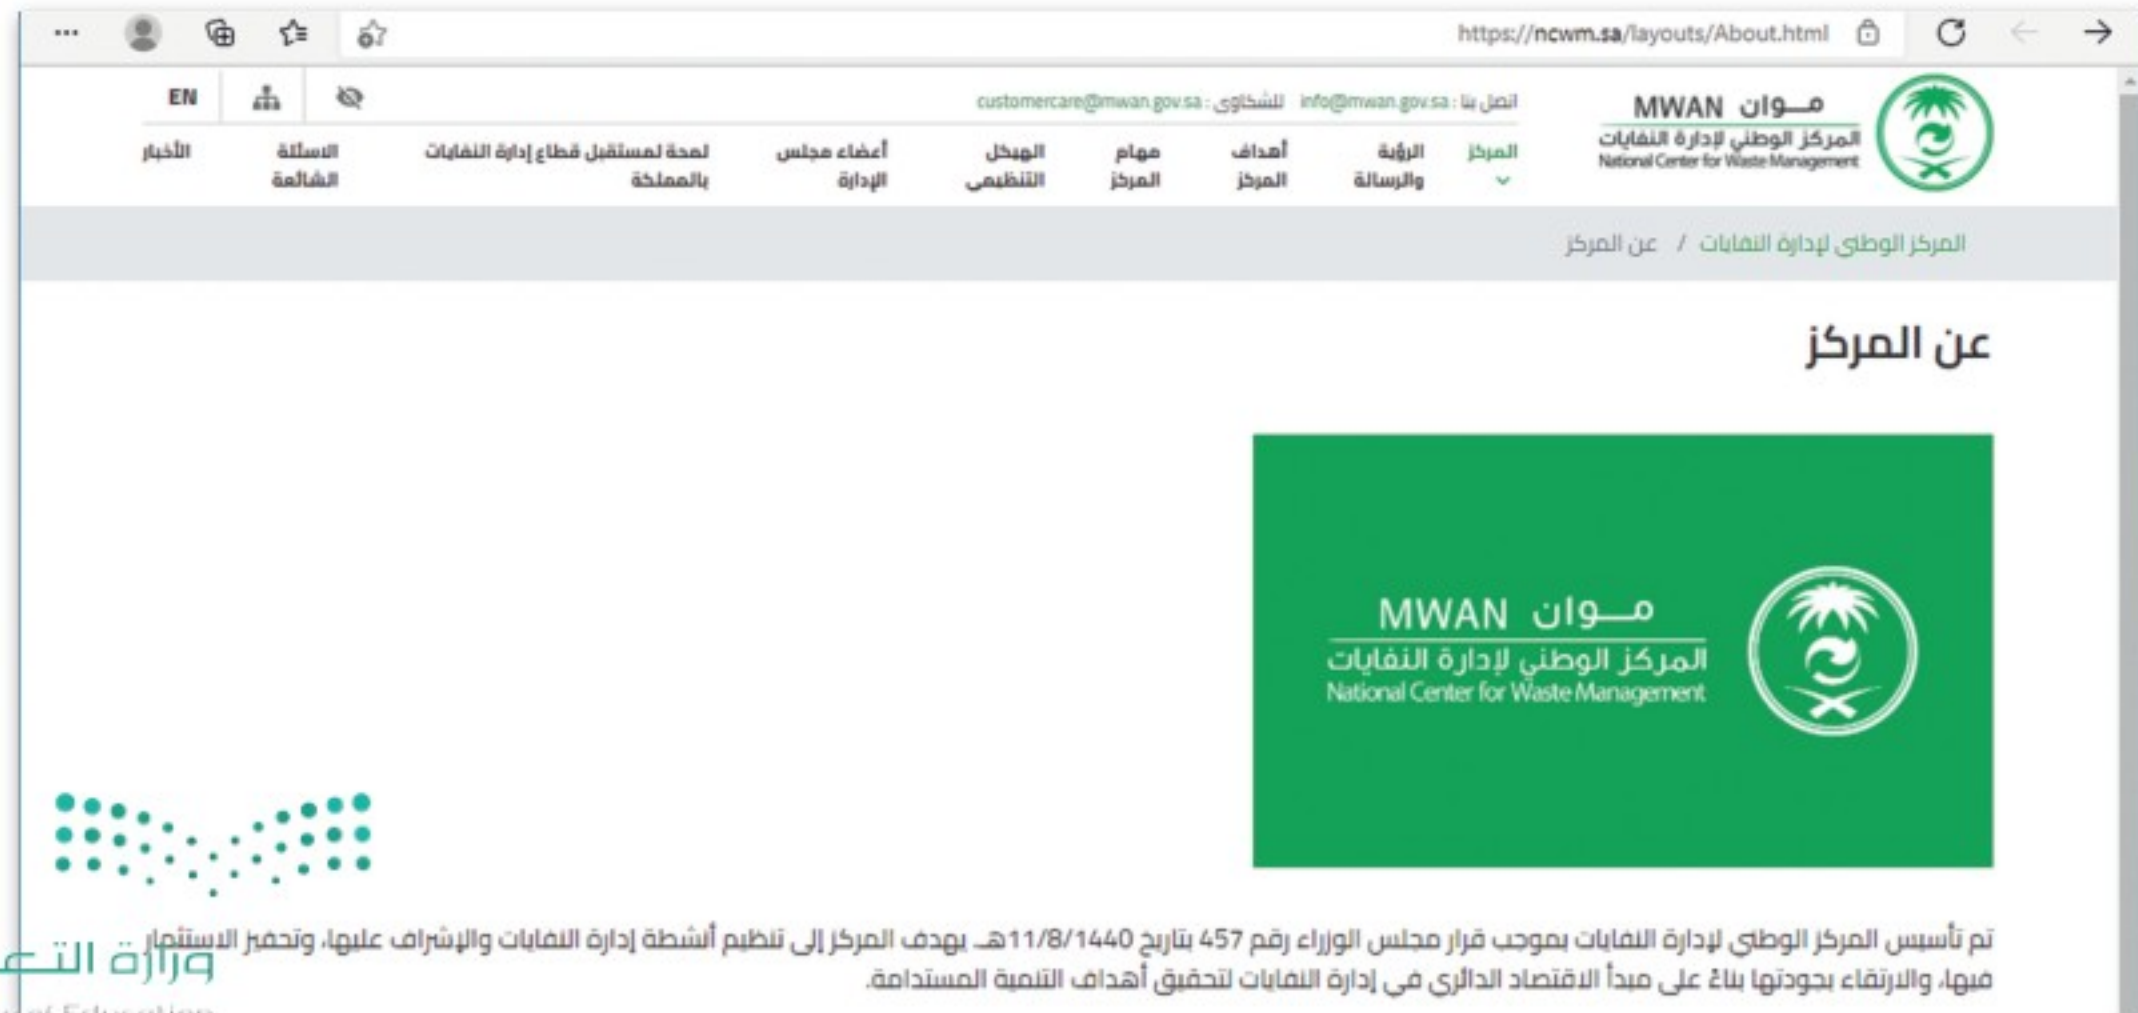 https://ncwm.sa/layouts/About.html
مــوان MWAN
المركز الوطني لإدارة النفايات
National Center for Waste Management
اتصل بنا : info@mwan.gov.sa للشكاوى : customercare@mwan.gov.sa
EN
المركز
الرؤية والرسالة
أهداف المركز
مهام المركز
الهيكل التنظيمي
أعضاء مجلس الإدارة
لمحة لمستقبل قطاع إدارة النفايات بالمملكة
الاسئلة الشائعة
الأخبار
المركز الوطني لإدارة النفايات / عن المركز
عن المركز
مــوان MWAN
المركز الوطني لإدارة النفايات
National Center for Waste Management
تم تأسيس المركز الوطني لإدارة النفايات بموجب قرار مجلس الوزراء رقم 457 بتاريخ 11/8/1440هـ. يهدف المركز إلى تنظيم أنشطة إدارة النفايات والإشراف عليها، وتحفيز الاستثمار
فيها، والارتقاء بجودتها بناءً على مبدأ الاقتصاد الدائري في إدارة النفايات لتحقيق أهداف التنمية المستدامة.
وزارة